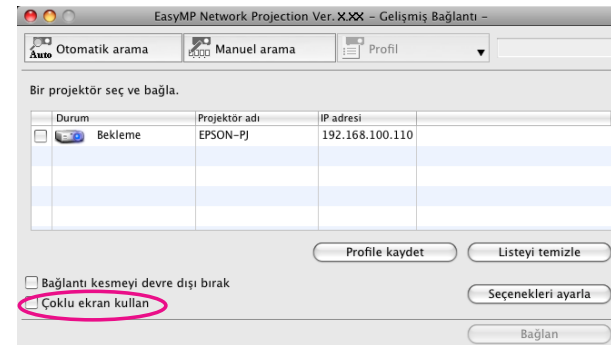 EasyMP Network Projection Ver. X.XX – Gelişmiş Bağlantı –
Auto Otomatik arama Manuel arama Profil
Bir projektör seç ve bağla.
Durum Projektör adı IP adresi
Bekleme EPSON-PJ 192.168.100.110
Profile kaydet Listeyi temizle
Bağlantı kesmeyi devre dışı bırak
Çoklu ekran kullan
Seçenekleri ayarla
Bağlan